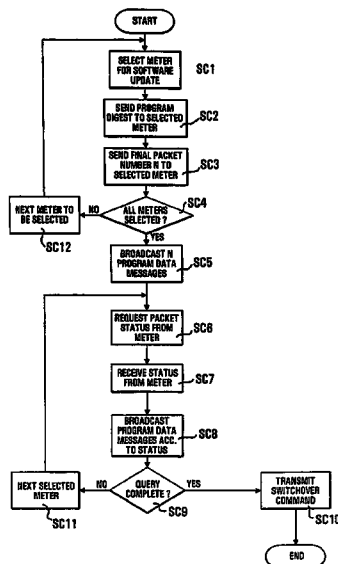 START
SELECT METER
FOR SOFTWARE
UPDATE
SC1
SEND PROGRAM
DIGEST TO SELECTED
METER
SC2
SEND FINAL PACKET
NUMBER N TO
SELECTED METER
SC3
ALL METERS
SELECTED ?
SC4
NO
NEXT METER TO
BE SELECTED
SC12
YES
BROADCAST N
PROGRAM DATA
MESSAGES
SC5
REQUEST PACKET
STATUS FROM
METER
SC6
RECEIVE STATUS
FROM METER
SC7
BROADCAST
PROGRAM DATA
MESSAGES ACC.
TO STATUS
SC8
QUERY
COMPLETE ?
SC9
NO
NEXT SELECTED
METER
SC11
YES
TRANSMIT
SWITCHOVER
COMMAND
SC10
END